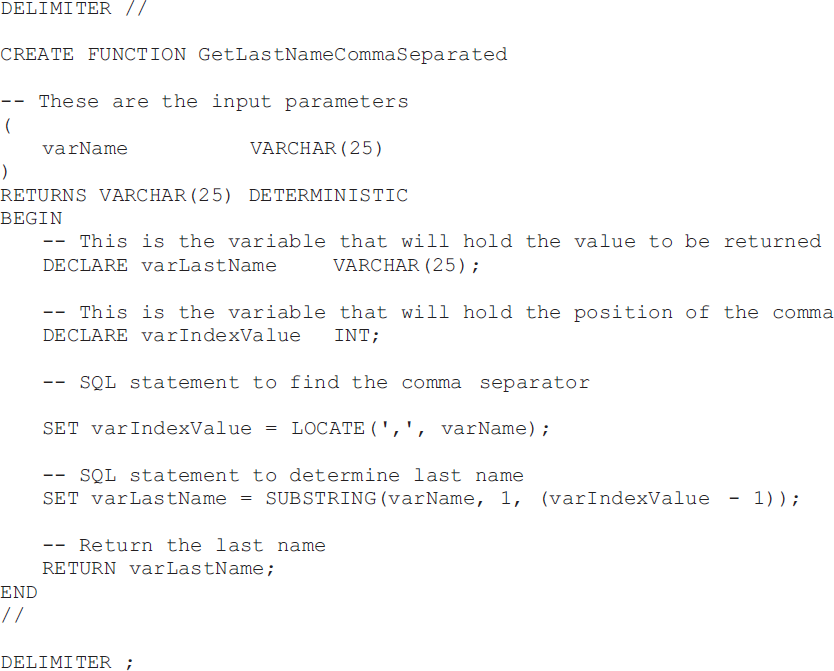 DELIMITER //
CREATE FUNCTION GetLastNameCommaSeparated
-- These are the input parameters
(
varName VARCHAR(25)
)
RETURNS VARCHAR(25) DETERMINISTIC
BEGIN
-- This is the variable that will hold the value to be returned
DECLARE varLastName VARCHAR(25);
-- This is the variable that will hold the position of the comma
DECLARE varIndexValue INT;
-- SQL statement to find the comma separator
SET varIndexValue = LOCATE(',', varName);
-- SQL statement to determine last name
SET varLastName = SUBSTRING(varName, 1, (varIndexValue - 1));
-- Return the last name
RETURN varLastName;
END
//
DELIMITER ;